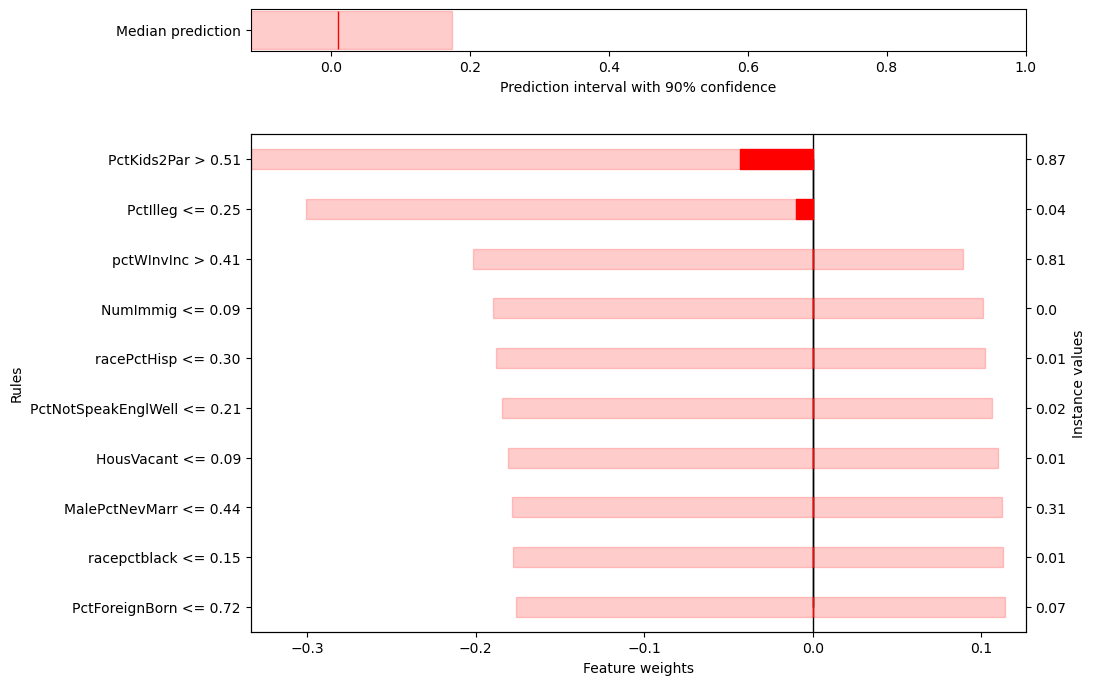 Median prediction
0.0 0.2 0.4 0.6 0.8 1.0
Prediction interval with 90% confidence
PctKids2Par > 0.51 0.87
PctIlleg <= 0.25 0.04
pctWInvInc > 0.41 0.81
NumImmig <= 0.09 0.0
racePctHisp <= 0.30 0.01
PctNotSpeakEnglWell <= 0.21 0.02
HousVacant <= 0.09 0.01
MalePctNevMarr <= 0.44 0.31
racepctblack <= 0.15 0.01
PctForeignBorn <= 0.72 0.07
Rules
Instance values
−0.3 −0.2 −0.1 0.0 0.1
Feature weights